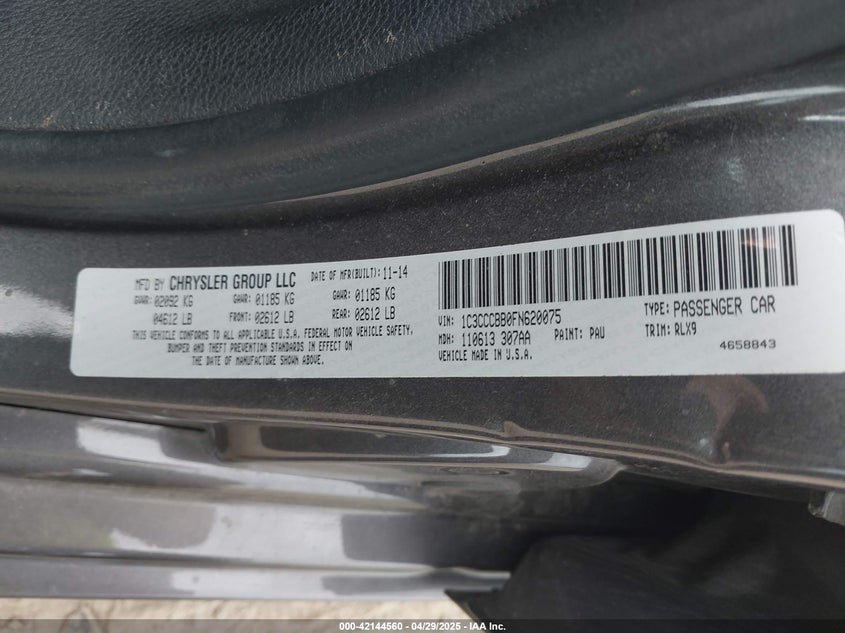 MFD BY CHRYSLER GROUP LLC DATE OF MFR(BUILT): 11-14
GVWR: 02092 KG GAWR: 01185 KG GAWR: 01185 KG
04612 LB FRONT: 02612 LB REAR: 02612 LB
THIS VEHICLE CONFORMS TO ALL APPLICABLE U.S.A. FEDERAL MOTOR VEHICLE SAFETY,
BUMPER AND THEFT PREVENTION STANDARDS IN EFFECT ON
THE DATE OF MANUFACTURE SHOWN ABOVE.
VIN: 1C3CCCBB0FN620075 TYPE: PASSENGER CAR
MDH: 110613 307AA PAINT: PAU TRIM: RLX9
VEHICLE MADE IN U.S.A. 4658843
000-42144560 - 04/29/2025 - IAA Inc.